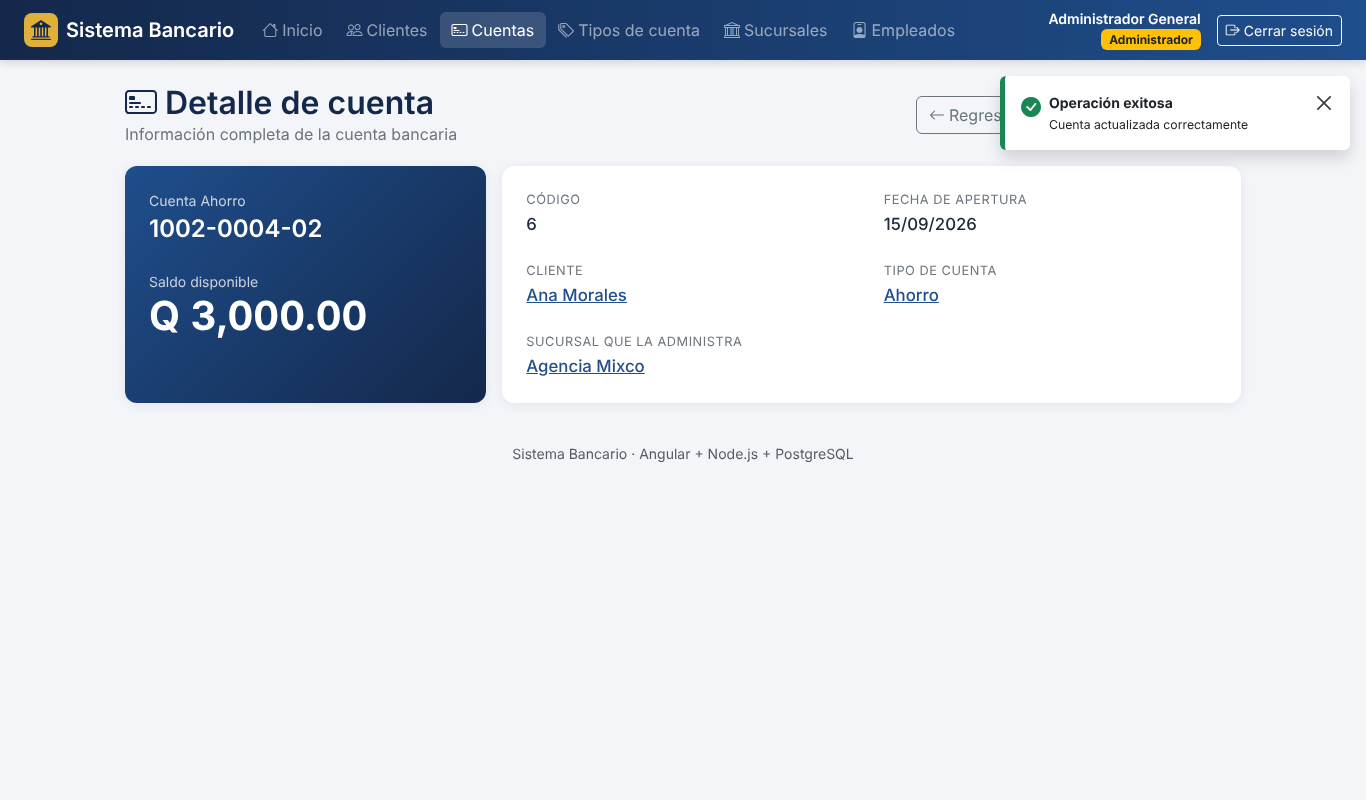 Sistema Bancario
Inicio
Clientes
Cuentas
Tipos de cuenta
Sucursales
Empleados
Administrador General
Administrador
Cerrar sesión
Detalle de cuenta
Información completa de la cuenta bancaria
Regres
Operación exitosa
Cuenta actualizada correctamente
Cuenta Ahorro
1002-0004-02
Saldo disponible
Q 3,000.00
CÓDIGO
6
FECHA DE APERTURA
15/09/2026
CLIENTE
Ana Morales
TIPO DE CUENTA
Ahorro
SUCURSAL QUE LA ADMINISTRA
Agencia Mixco
Sistema Bancario · Angular + Node.js + PostgreSQL